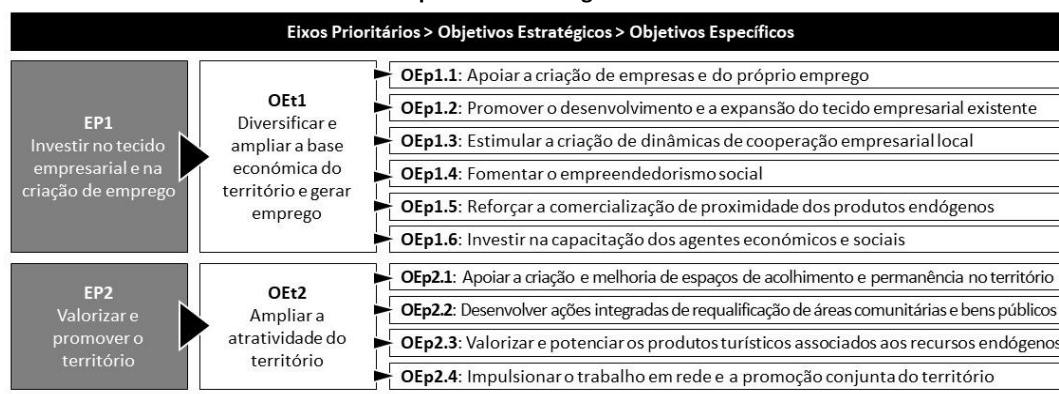 Eixos Prioritários > Objetivos Estratégicos > Objetivos Específicos
EP1
Investir no tecido
empresarial e na
criação de emprego
OEt1
Diversificar e
ampliar a base
económica do
território e gerar
emprego
OEp1.1: Apoiar a criação de empresas e do próprio emprego
OEp1.2: Promover o desenvolvimento e a expansão do tecido empresarial existente
OEp1.3: Estimular a criação de dinâmicas de cooperação empresarial local
OEp1.4: Fomentar o empreendedorismo social
OEp1.5: Reforçar a comercialização de proximidade dos produtos endógenos
OEp1.6: Investir na capacitação dos agentes económicos e sociais
EP2
Valorizar e
promover o
território
OEt2
Ampliar a
atratividade do
território
OEp2.1: Apoiar a criação e melhoria de espaços de acolhimento e permanência no território
OEp2.2: Desenvolver ações integradas de requalificação de áreas comunitárias e bens públicos
OEp2.3: Valorizar e potenciar os produtos turísticos associados aos recursos endógenos
OEp2.4: Impulsionar o trabalho em rede e a promoção conjunta do território